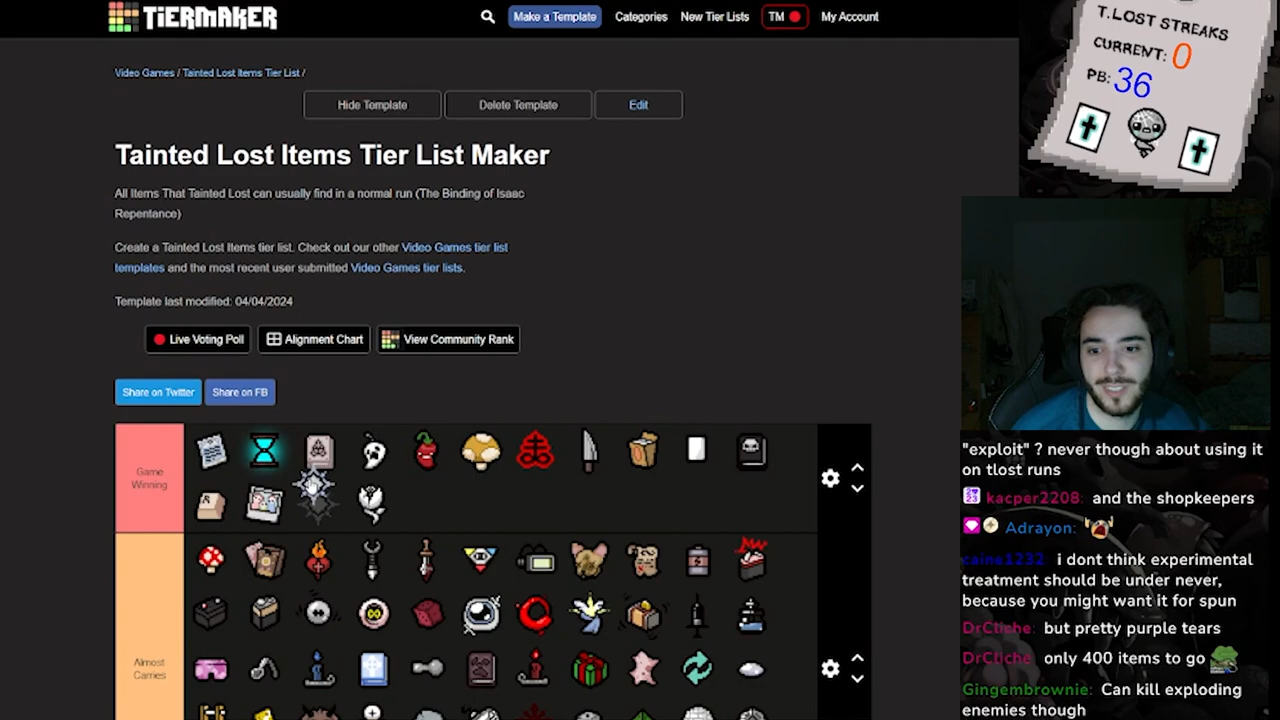 TiERMAKER
Make a Template
Categories
New Tier Lists
TM
My Account
Video Games / Tainted Lost Items Tier List /
Hide Template
Delete Template
Edit
Tainted Lost Items Tier List Maker
All Items That Tainted Lost can usually find in a normal run (The Binding of Isaac
Repentance)
Create a Tainted Lost Items tier list. Check out our other Video Games tier list
templates and the most recent user submitted Video Games tier lists.
Template last modified: 04/04/2024
Live Voting Poll
Alignment Chart
View Community Rank
Share on Twitter
Share on FB
Game
Winning
Almost
Carries
T.LOST STREAKS
CURRENT: 0
PB: 36
"exploit" ? never though about using it
on tlost runs
kacper2208: and the shopkeepers
Adrayon:
caine1232 i dont think experimental
treatment should be under never,
because you might want it for spun
DrCliche: but pretty purple tears
DrCliche: only 400 items to go
Gingembrownie: Can kill exploding
enemies though